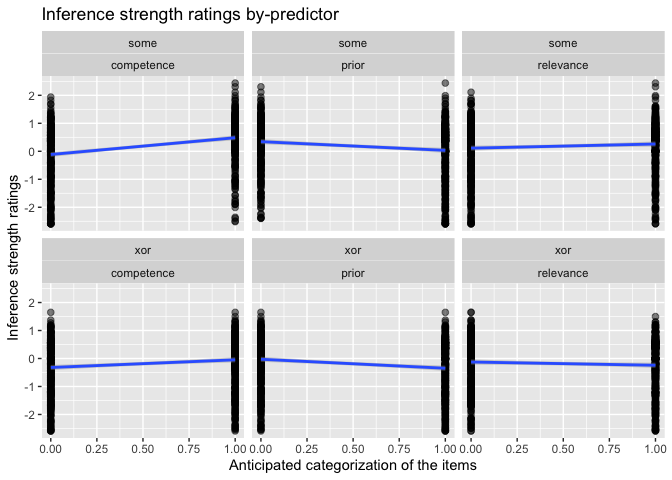 Inference strength ratings by-predictor
some some some
competence prior relevance
2
1
0
-1
-2
xor xor xor
competence prior relevance
2
1
0
-1
-2
0.00 0.25 0.50 0.75 1.00 0.00 0.25 0.50 0.75 1.00 0.00 0.25 0.50 0.75 1.00
Anticipated categorization of the items
Inference strength ratings